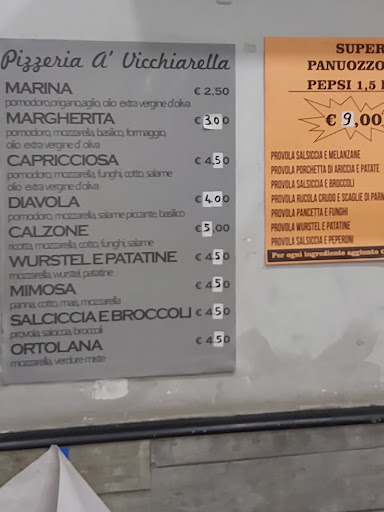 Pizzeria A' Vicchiarella
MARINA € 2,50
pomodoro,origano,aglio, olio extra vergine d'oliva
MARGHERITA € 3,00
pomodoro, mozzarella, basilico, formaggio,
olio extra vergine d' oliva
CAPRICCIOSA € 4,50
pomodoro, mozzarella, funghi, cotto, salame
olio extra vergine d'oliva
DIAVOLA € 4,00
pomodoro, mozzarella, salame piccante, basilico
CALZONE € 5,00
ricotta, mozzarella, cotto, funghi, salame
WURSTEL E PATATINE € 4,50
mozzarella, wurstel, patatine
MIMOSA € 4,50
panna, cotto, mais, mozzarella
SALCICCIA E BROCCOLI € 4,50
provola, salciccia, broccoli
ORTOLANA € 4,50
mozzarella, verdure miste
SUPER
PANUOZZO
PEPSI 1,5
€ 9,00
PROVOLA SALSICCIA E MELANZANE
PROVOLA PORCHETTA DI ARICCIA E PATATE
PROVOLA SALSICCIA E BROCCOLI
PROVOLA RUCOLA CRUDO E SCAGLIE DI PARM
PROVOLA PANCETTA E FUNGHI
PROVOLA WURSTEL E PATATINE
PROVOLA SALSICCIA E PEPERONI
Per ogni ingrediente aggiunto €